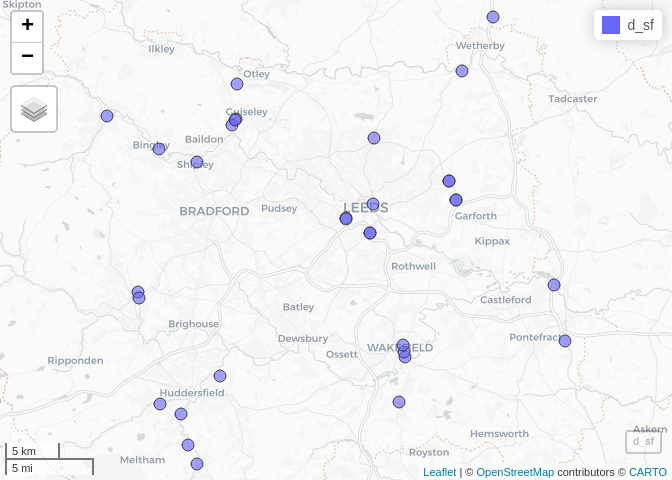 Skipton
+
−
d_sf
Ilkley
Wetherby
Otley
Tadcaster
Guiseley
Baildon
Bingley
Shipley
BRADFORD
Pudsey
LEEDS
Garforth
Kippax
Rothwell
Castleford
Batley
Brighouse
Dewsbury
Pontefract
Ossett
WAKEFIELD
Ripponden
Huddersfield
Hemsworth
Askern
d_sf
Royston
Meltham
5 km
5 mi
Leaflet | © OpenStreetMap contributors © CARTO